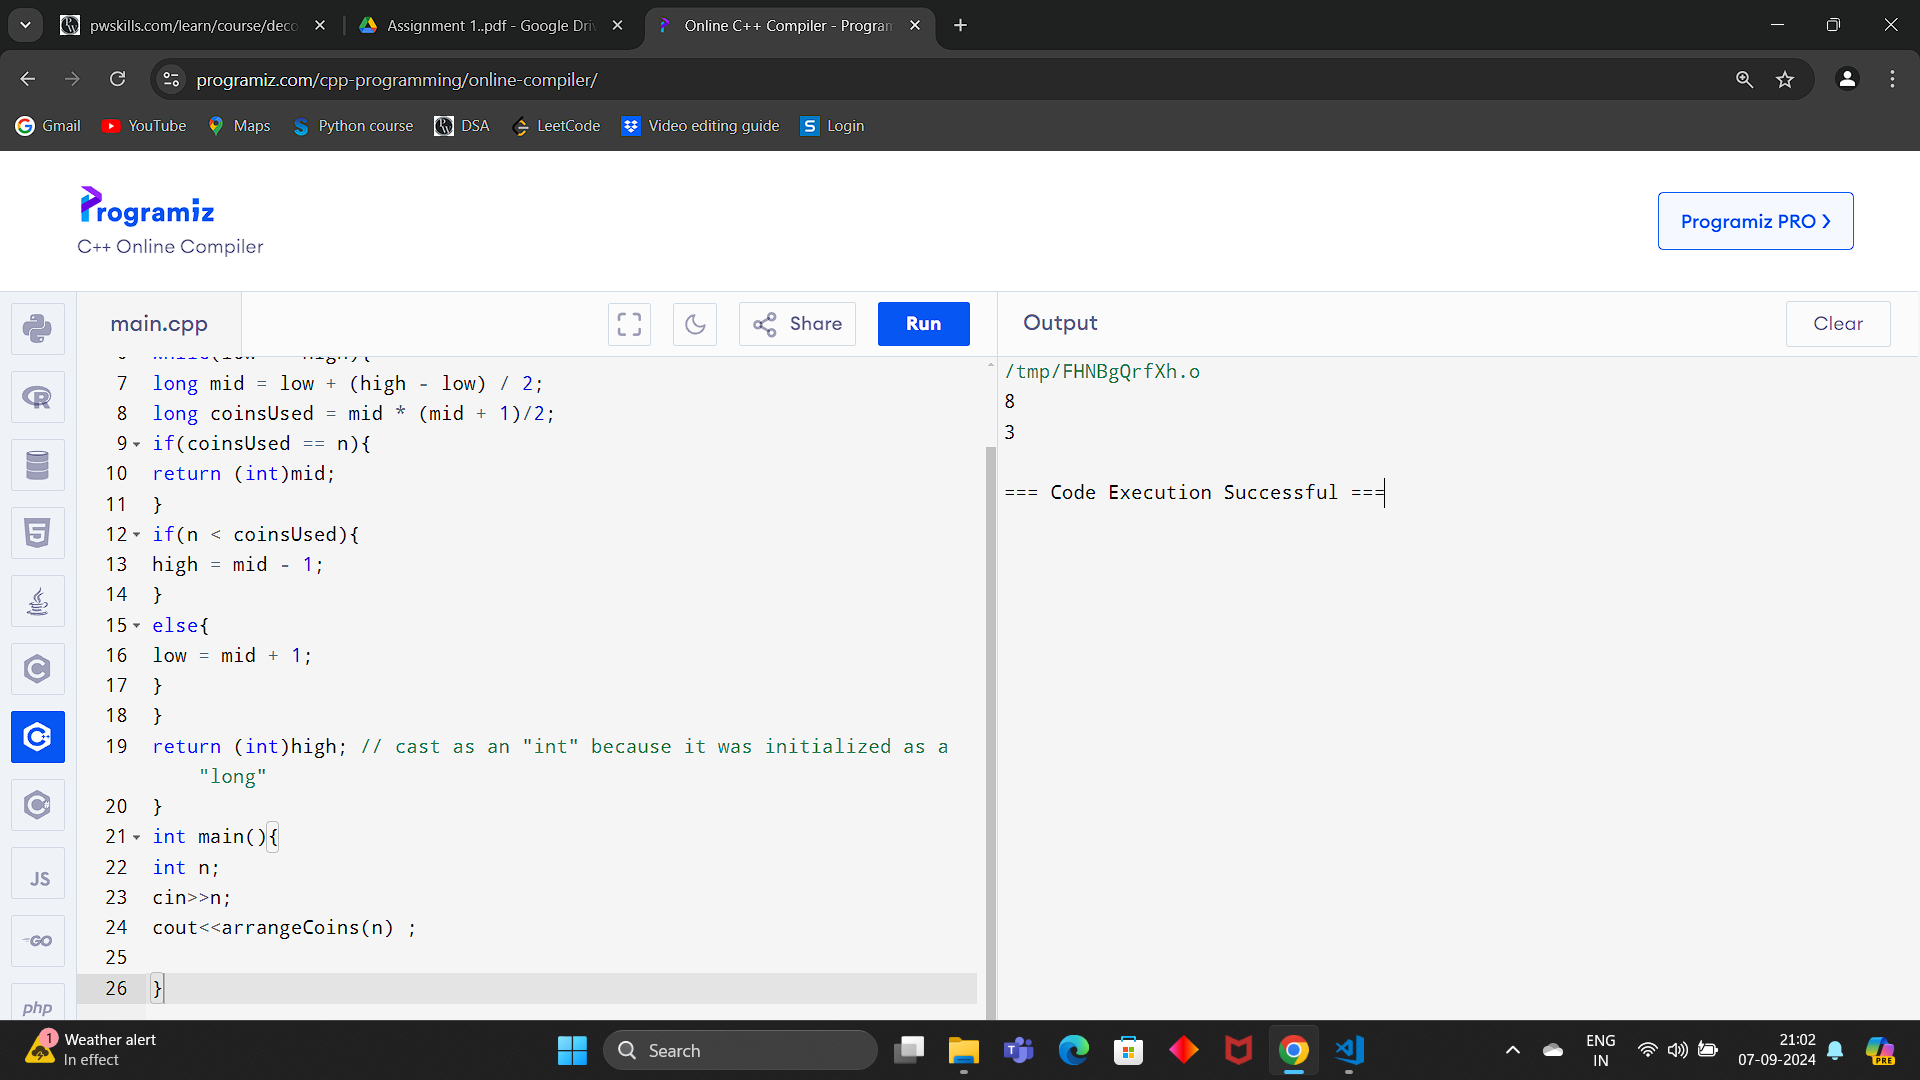 pwskills.com/learn/course/deco
Assignment 1..pdf - Google Driv
Online C++ Compiler - Program
programiz.com/cpp-programming/online-compiler/
Gmail
YouTube
Maps
Python course
DSA
LeetCode
Video editing guide
S Login
Programiz
C++ Online Compiler
Programiz PRO >
main.cpp
Share
Run
Output
Clear
7 long mid = low + (high - low) / 2;
8 long coinsUsed = mid * (mid + 1)/2;
9 if(coinsUsed == n){
10 return (int)mid;
11 }
12 if(n < coinsUsed){
13 high = mid - 1;
14 }
15 else{
16 low = mid + 1;
17 }
18 }
19 return (int)high; // cast as an "int" because it was initialized as a
"long"
20 }
21 int main(){
22 int n;
23 cin>>n;
24 cout<<arrangeCoins(n) ;
25
26 }
/tmp/FHNBgQrfXh.o
8
3
=== Code Execution Successful ===
JS
GO
php
1
Weather alert
In effect
Search
ENG
IN
21:02
07-09-2024
PRE